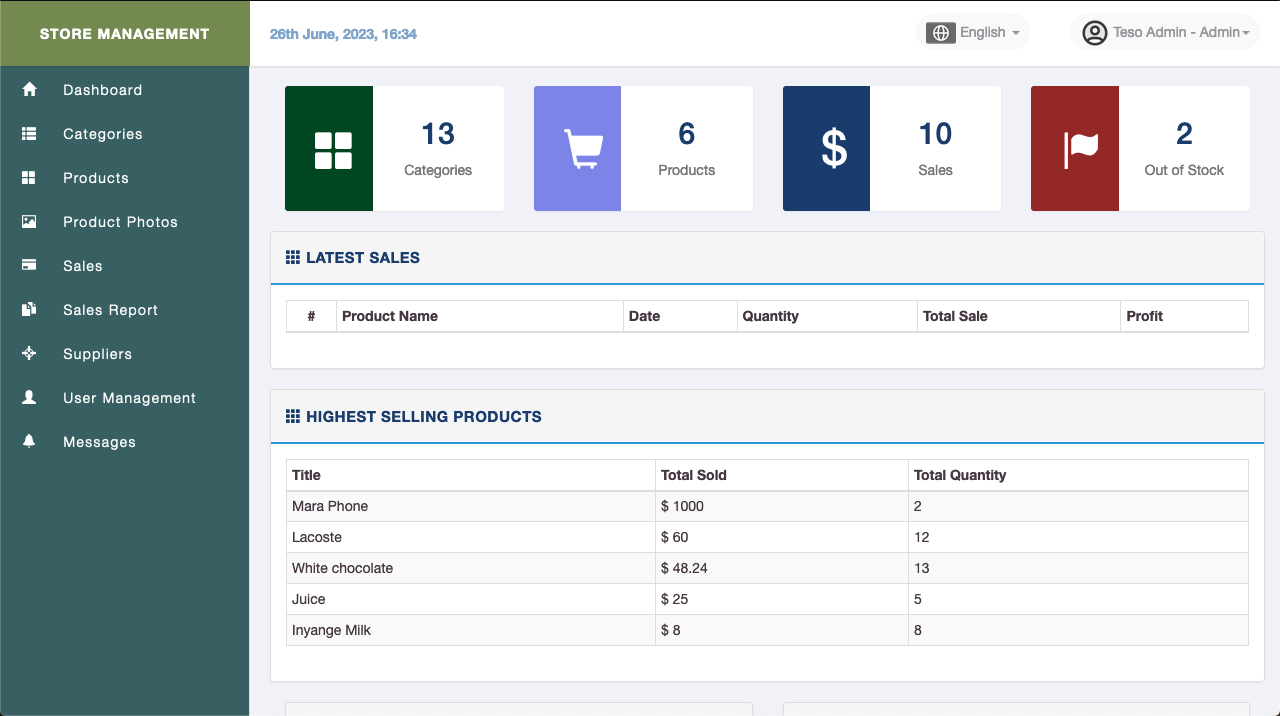 STORE MANAGEMENT
26th June, 2023, 16:34
English
Teso Admin - Admin
Dashboard
Categories
Products
Product Photos
Sales
Sales Report
Suppliers
User Management
Messages
13
Categories
6
Products
$
10
Sales
2
Out of Stock
LATEST SALES
# Product Name Date Quantity Total Sale Profit
HIGHEST SELLING PRODUCTS
Title Total Sold Total Quantity
Mara Phone $ 1000 2
Lacoste $ 60 12
White chocolate $ 48.24 13
Juice $ 25 5
Inyange Milk $ 8 8